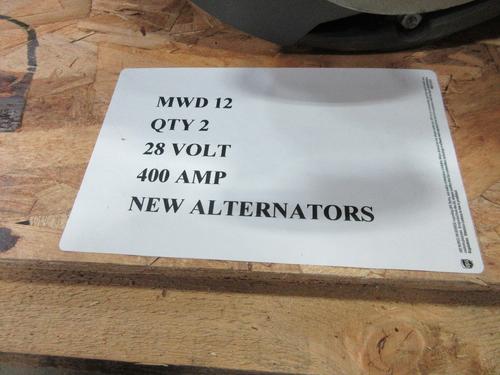 MWD 12
QTY 2
28 VOLT
400 AMP
NEW ALTERNATORS